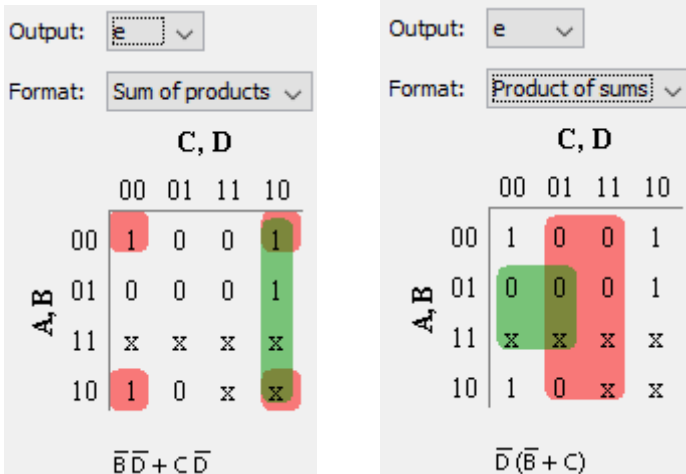 Output: e
Format: Sum of products
C, D
00 01 11 10
00 1 0 0 1
01 0 0 0 1
11 x x x x
10 1 0 x x
A, B
B̅ D̅ + C D̅
Output: e
Format: Product of sums
C, D
00 01 11 10
00 1 0 0 1
01 0 0 0 1
11 x x x x
10 1 0 x x
A, B
D̅ (B̅ + C)